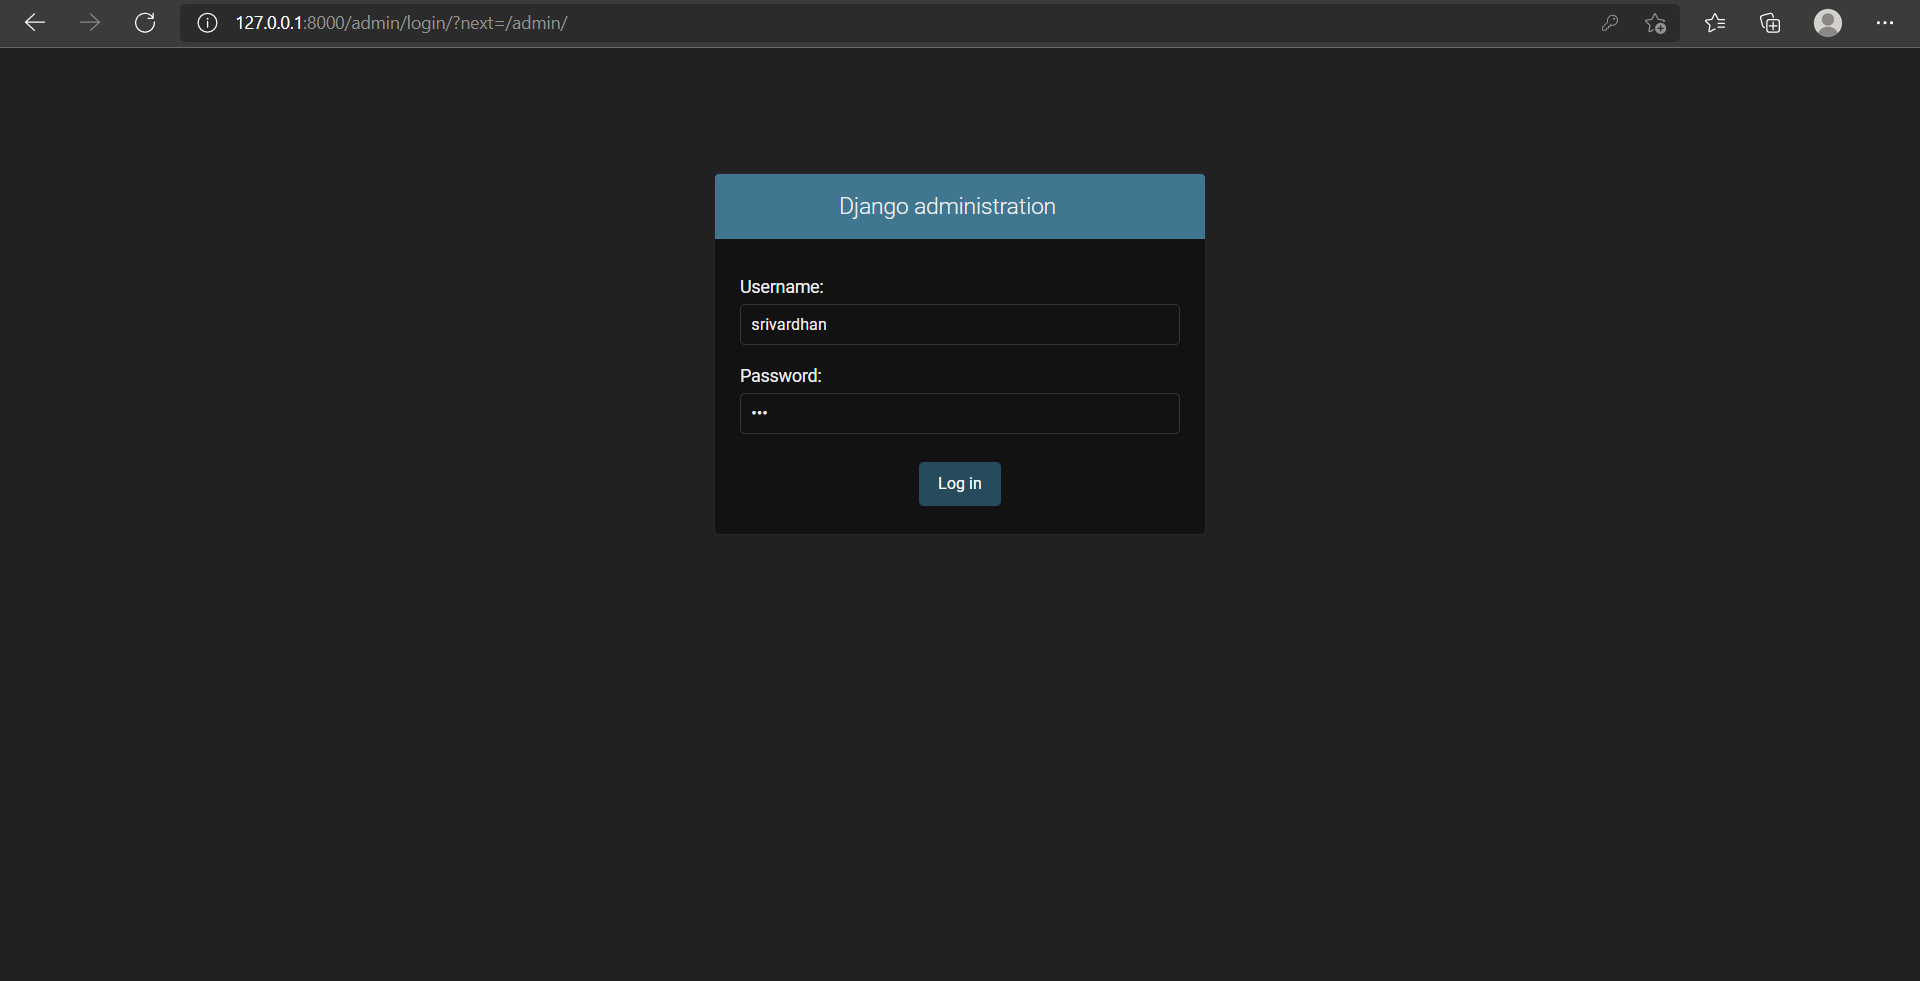 127.0.0.1:8000/admin/login/?next=/admin/
Django administration
Username:
srivardhan
Password:
•••
Log in